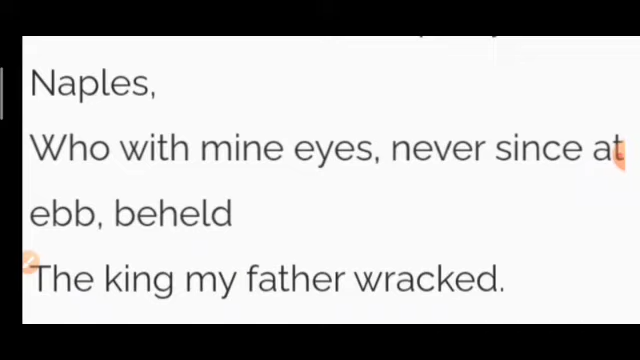 Naples,
Who with mine eyes, never since at
ebb, beheld
The king my father wracked.